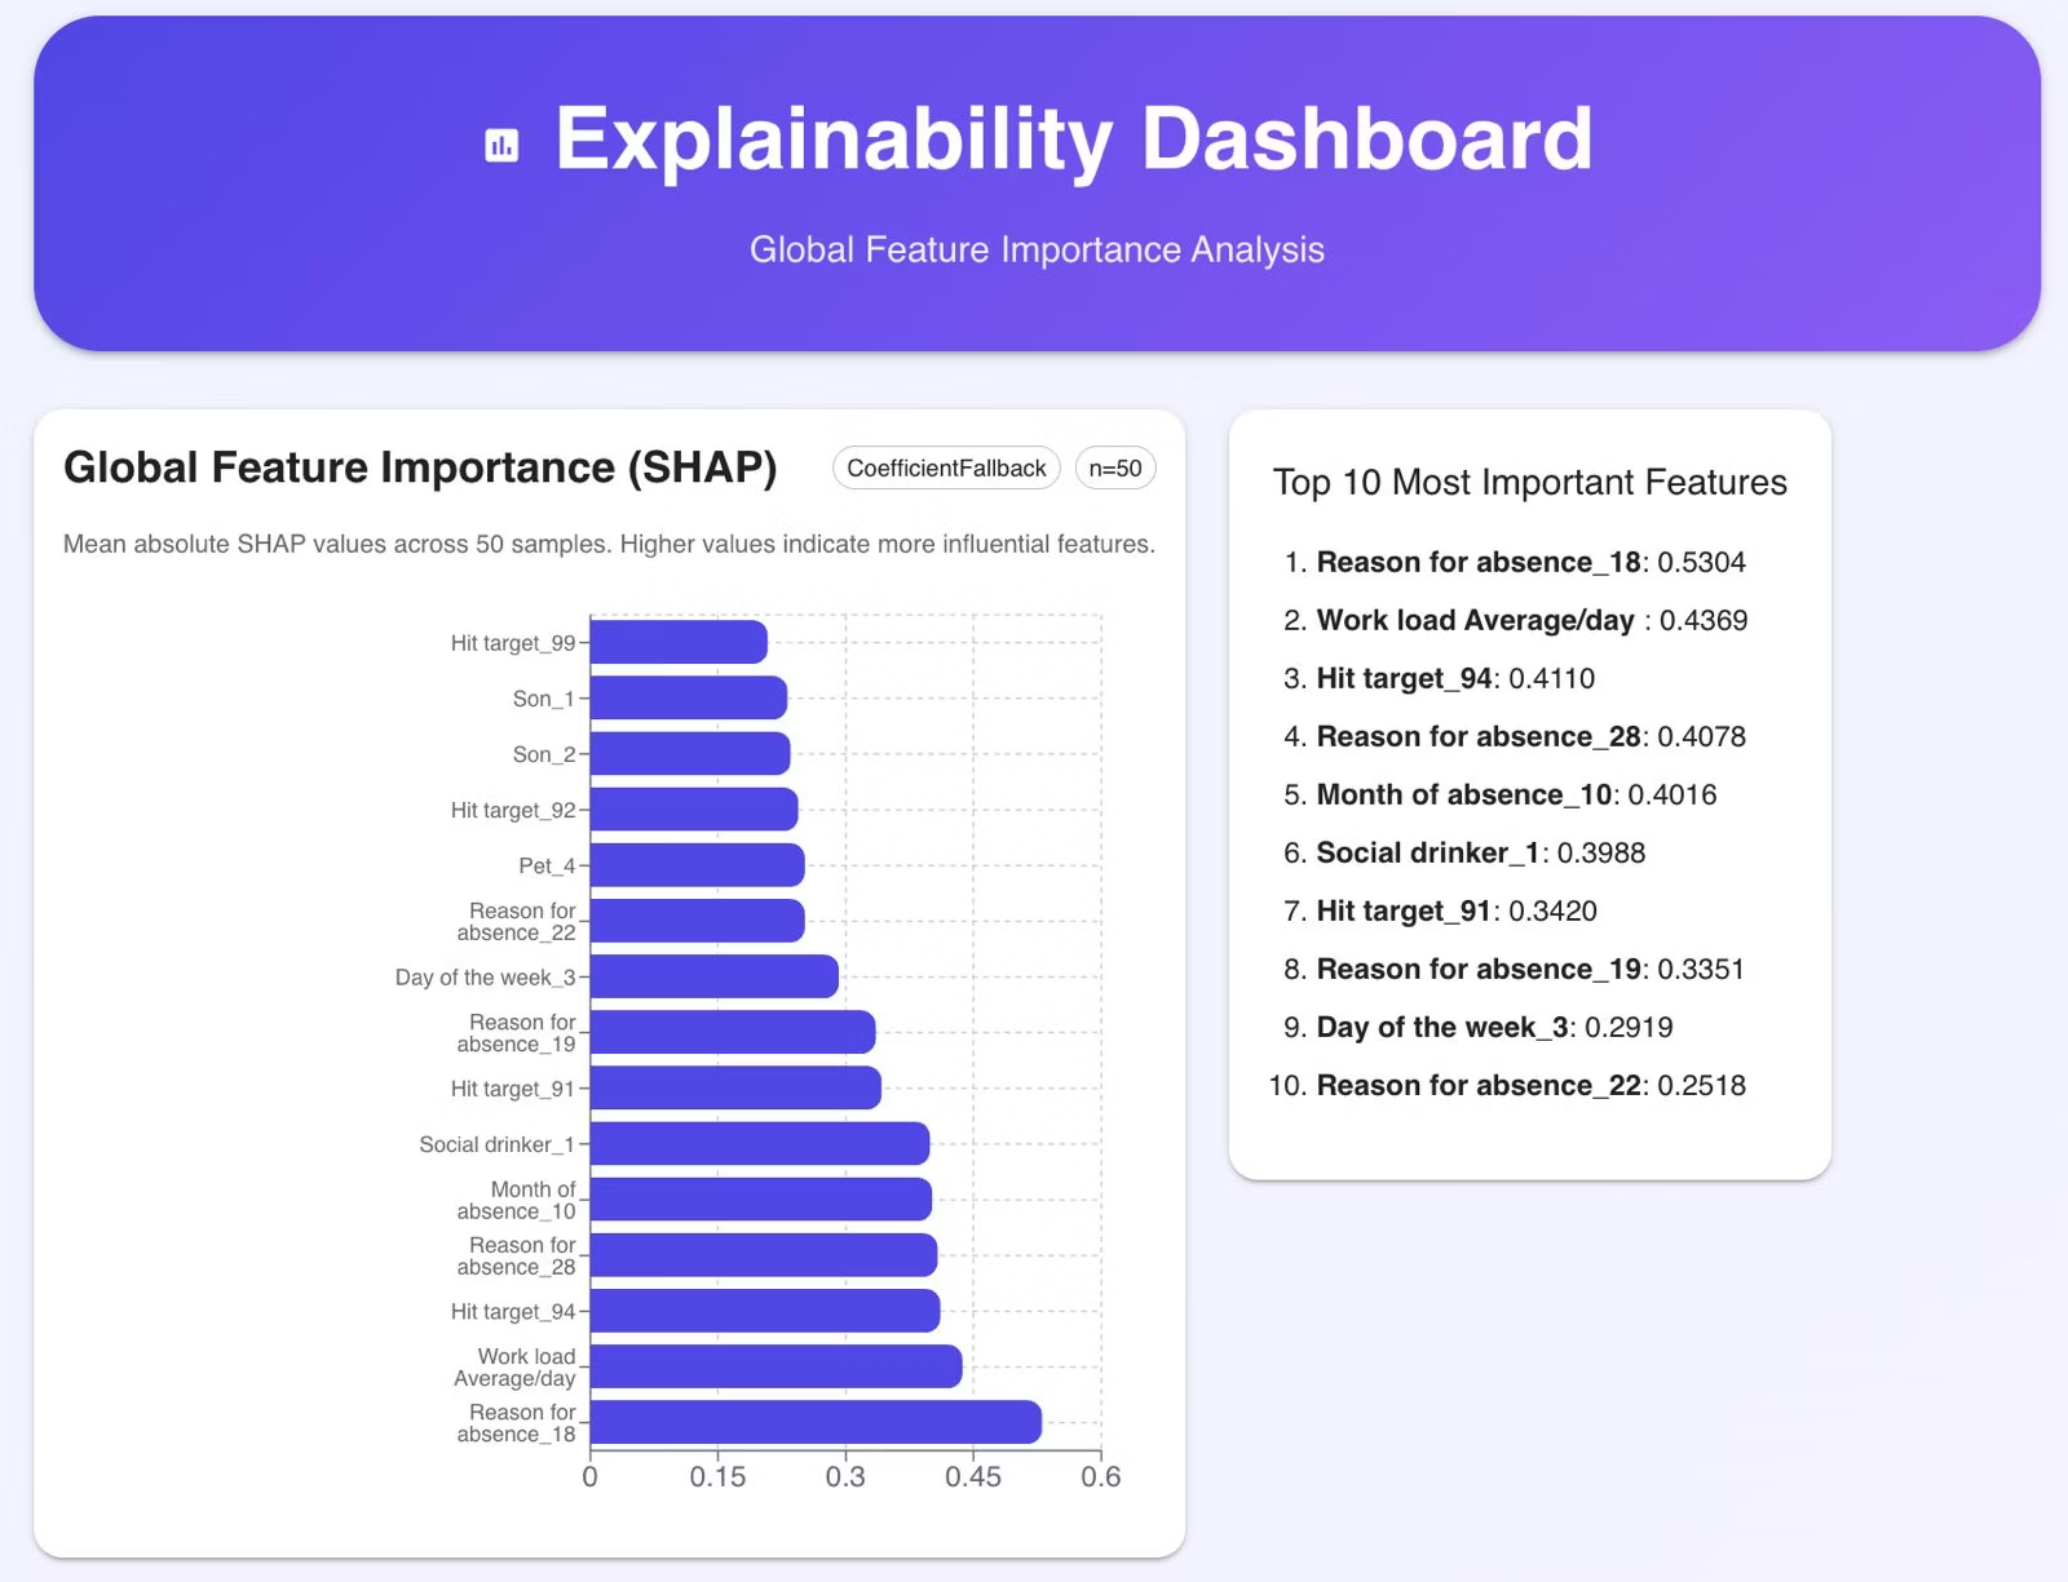 Explainability Dashboard
Global Feature Importance Analysis
Global Feature Importance (SHAP)
CoefficientFallback
n=50
Mean absolute SHAP values across 50 samples. Higher values indicate more influential features.
Hit target_99
Son_1
Son_2
Hit target_92
Pet_4
Reason for
absence_22
Day of the week_3
Reason for
absence_19
Hit target_91
Social drinker_1
Month of
absence_10
Reason for
absence_28
Hit target_94
Work load
Average/day
Reason for
absence_18
0 0.15 0.3 0.45 0.6
Top 10 Most Important Features
1. Reason for absence_18: 0.5304
2. Work load Average/day : 0.4369
3. Hit target_94: 0.4110
4. Reason for absence_28: 0.4078
5. Month of absence_10: 0.4016
6. Social drinker_1: 0.3988
7. Hit target_91: 0.3420
8. Reason for absence_19: 0.3351
9. Day of the week_3: 0.2919
10. Reason for absence_22: 0.2518